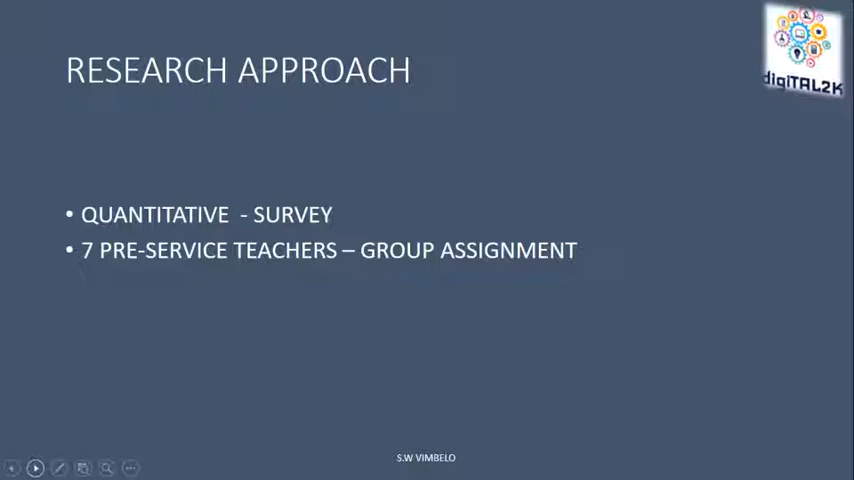 digiTAL2K
RESEARCH APPROACH
• QUANTITATIVE - SURVEY
• 7 PRE-SERVICE TEACHERS – GROUP ASSIGNMENT
S.W VIMBELO